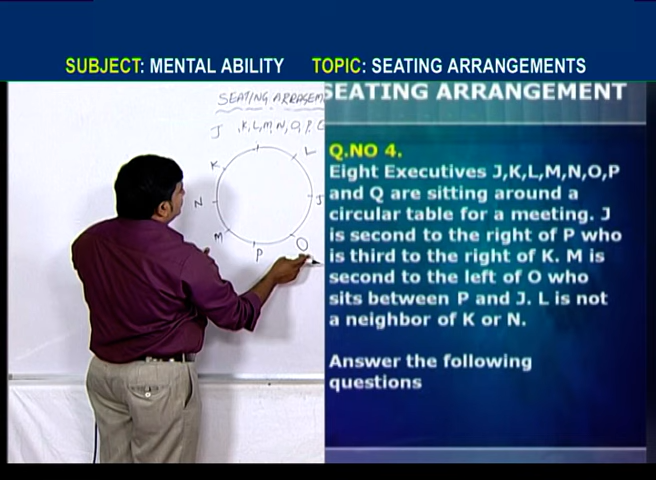 SUBJECT: MENTAL ABILITY TOPIC: SEATING ARRANGEMENTS
SEATING ARRANGEMENT
SEATING ARRAGEM
J ,K,L,M,N,O,P,
L
K
N
J
M
O
P
Q.NO 4.
Eight Executives J,K,L,M,N,O,P
and Q are sitting around a
circular table for a meeting. J
is second to the right of P who
is third to the right of K. M is
second to the left of O who
sits between P and J. L is not
a neighbor of K or N.
Answer the following
questions